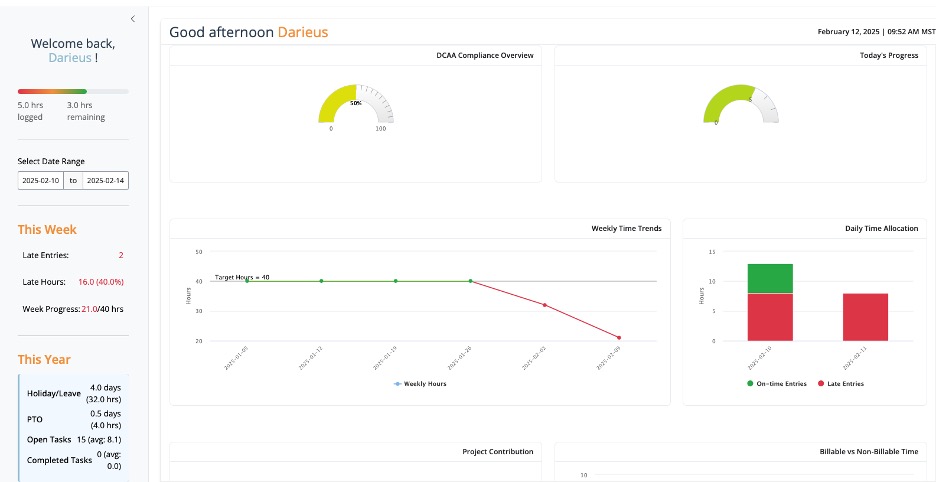 Welcome back,
Darieus !
5.0 hrs logged
3.0 hrs remaining
Select Date Range
2025-02-10 to 2025-02-14
This Week
Late Entries: 2
Late Hours: 16.0 (40.0%)
Week Progress: 21.0/40 hrs
This Year
Holiday/Leave 4.0 days (32.0 hrs)
PTO 0.5 days (4.0 hrs)
Open Tasks 15 (avg: 8.1)
Completed Tasks 0 (avg: 0.0)
Good afternoon Darieus
February 12, 2025 | 09:52 AM MST
DCAA Compliance Overview
50%
0 100
Today's Progress
5
0
Weekly Time Trends
50
40
30
20
Hours
Target Hours = 40
2025-01-05 2025-01-12 2025-01-19 2025-01-26 2025-02-02 2025-02-09
Weekly Hours
Daily Time Allocation
15
10
5
0
Hours
2025-02-10 2025-02-11
On-time Entries Late Entries
Project Contribution
Billable vs Non-Billable Time
10